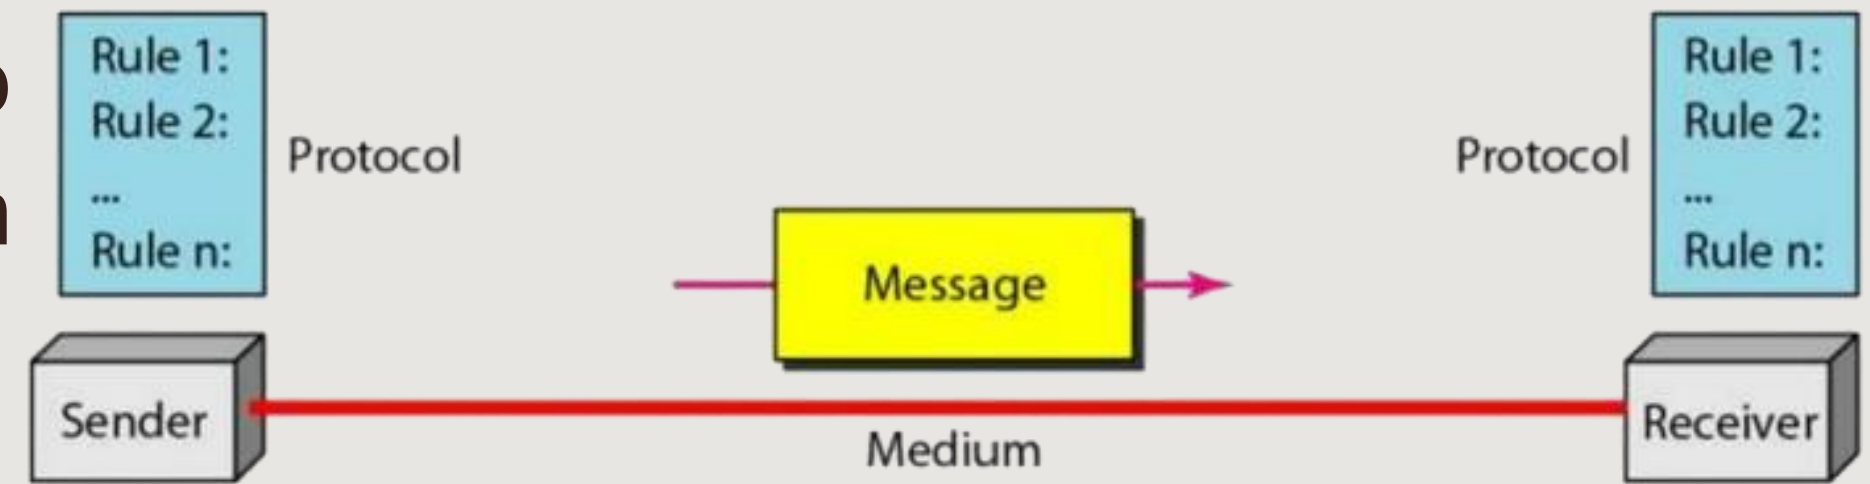 Rule 1:
Rule 2:
...
Rule n:
Protocol
Message
Protocol
Rule 1:
Rule 2:
...
Rule n:
Sender
Medium
Receiver